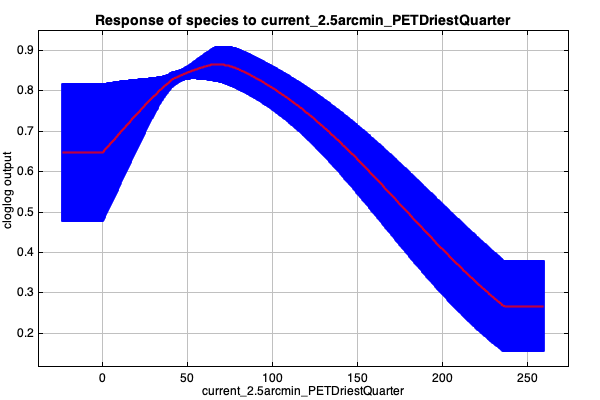 Response of species to current_2.5arcmin_PETDriestQuarter
0.9
0.8
0.7
0.6
0.5
0.4
0.3
0.2
cloglog output
0 50 100 150 200 250
current_2.5arcmin_PETDriestQuarter